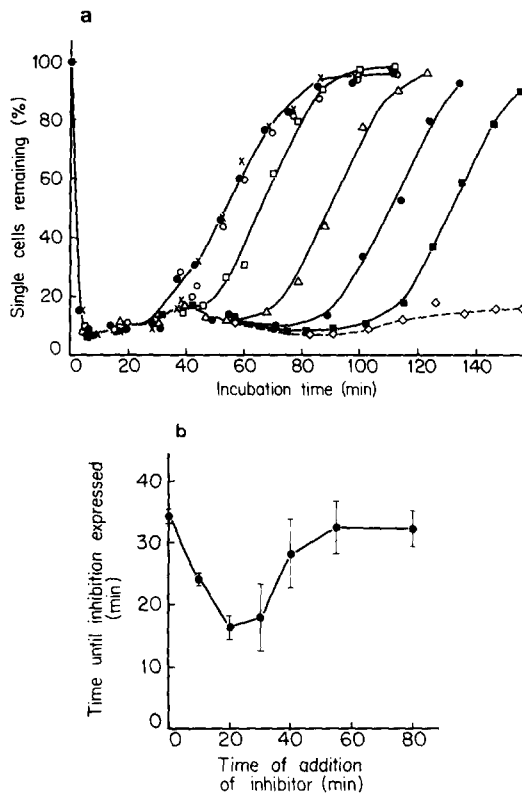 a
100
80
60
40
20
0
Single cells remaining (%)
0 20 40 60 80 100 120 140
Incubation time (min)
b
40
30
20
10
0
Time until inhibition expressed
(min)
0 20 40 60 80
Time of addition
of inhibitor (min)